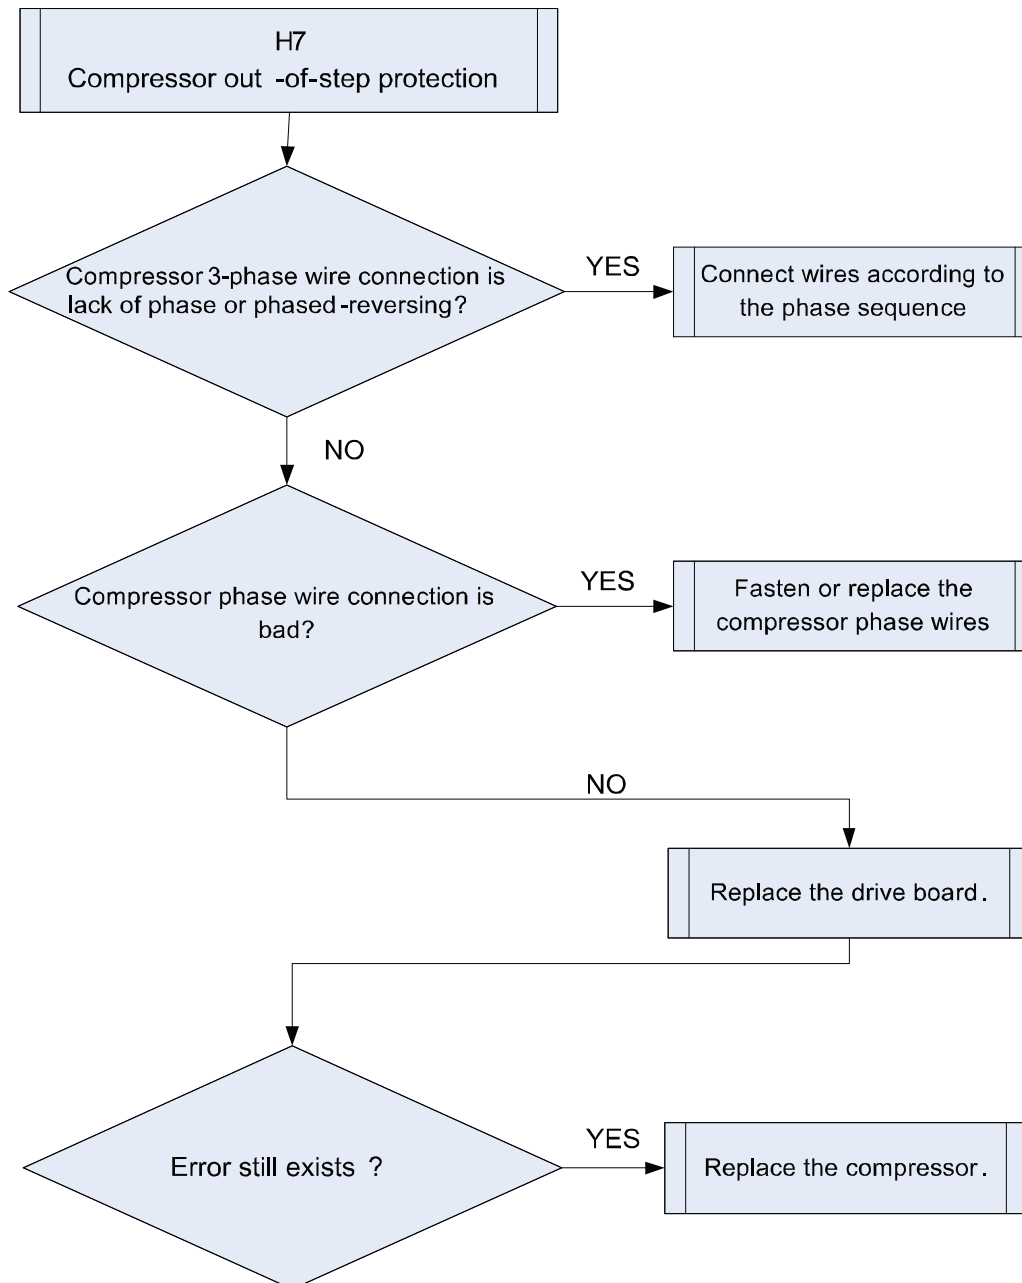 H7
Compressor out -of-step protection
Compressor 3-phase wire connection is
lack of phase or phased-reversing?
YES
Connect wires according to
the phase sequence
NO
Compressor phase wire connection is
bad?
YES
Fasten or replace the
compressor phase wires
NO
Replace the drive board.
Error still exists ?
YES
Replace the compressor.